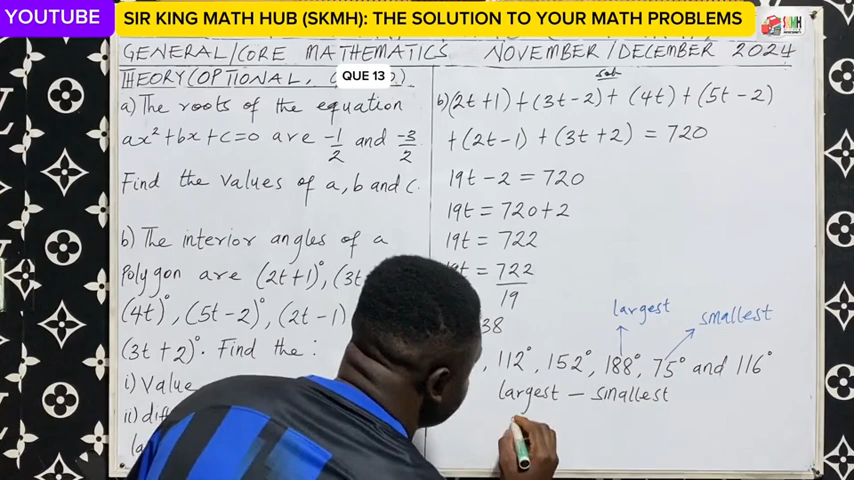 YOUTUBE
SIR KING MATH HUB (SKMH): THE SOLUTION TO YOUR MATH PROBLEMS
SKMH
GENERAL/CORE MATHEMATICS NOVEMBER/DECEMBER 2024
THEORY(OPTIONAL,
QUE 13
a) The roots of the equation
ax²+bx+c=0 are -1/2 and -3/2
Find the values of a, b and c.
b) The interior angles of a
Polygon are (2t+1)°, (3t
(4t)°, (5t-2)°, (2t-1)
(3t+2)°. Find the:
i) Value
ii) diff
Sol
b)(2t+1)+(3t-2)+(4t)+(5t-2)
+(2t-1)+(3t+2)=720
19t-2=720
19t=720+2
19t=722
19t=722/19
38
largest smallest
, 112°, 152°, 188°, 75° and 116°
largest - smallest